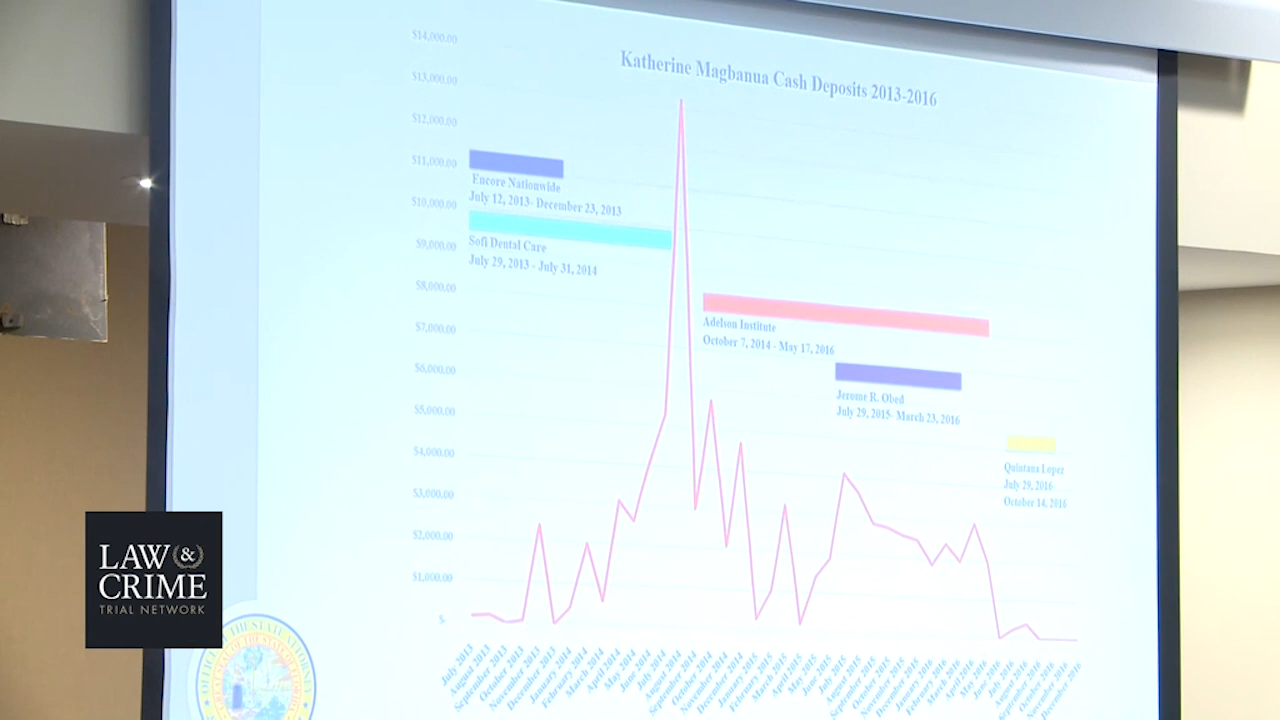 Katherine Magbanua Cash Deposits 2013-2016
$14,000.00
$13,000.00
$12,000.00
$11,000.00
$10,000.00
$9,000.00
$8,000.00
$7,000.00
$6,000.00
$5,000.00
$4,000.00
$3,000.00
$2,000.00
$1,000.00
$-
Encore Nationwide
July 12, 2013- December 23, 2013
Sofi Dental Care
July 29, 2013 - July 31, 2014
Adelson Institute
October 7, 2014 - May 17, 2016
Jerome R. Obed
July 29, 2015- March 23, 2016
Quintana Lopez
July 29, 2016-
October 14, 2016
July 2013
August 2013
September 2013
October 2013
November 2013
December 2013
January 2014
February 2014
March 2014
April 2014
May 2014
June 2014
July 2014
August 2014
September 2014
October 2014
November 2014
December 2014
January 2015
February 2015
March 2015
April 2015
May 2015
June 2015
July 2015
August 2015
September 2015
October 2015
November 2015
December 2015
January 2016
February 2016
March 2016
April 2016
May 2016
June 2016
July 2016
August 2016
September 2016
October 2016
November 2016
December 2016
LAW &
CRIME
TRIAL NETWORK
OFFICE OF THE STATE ATTORNEY